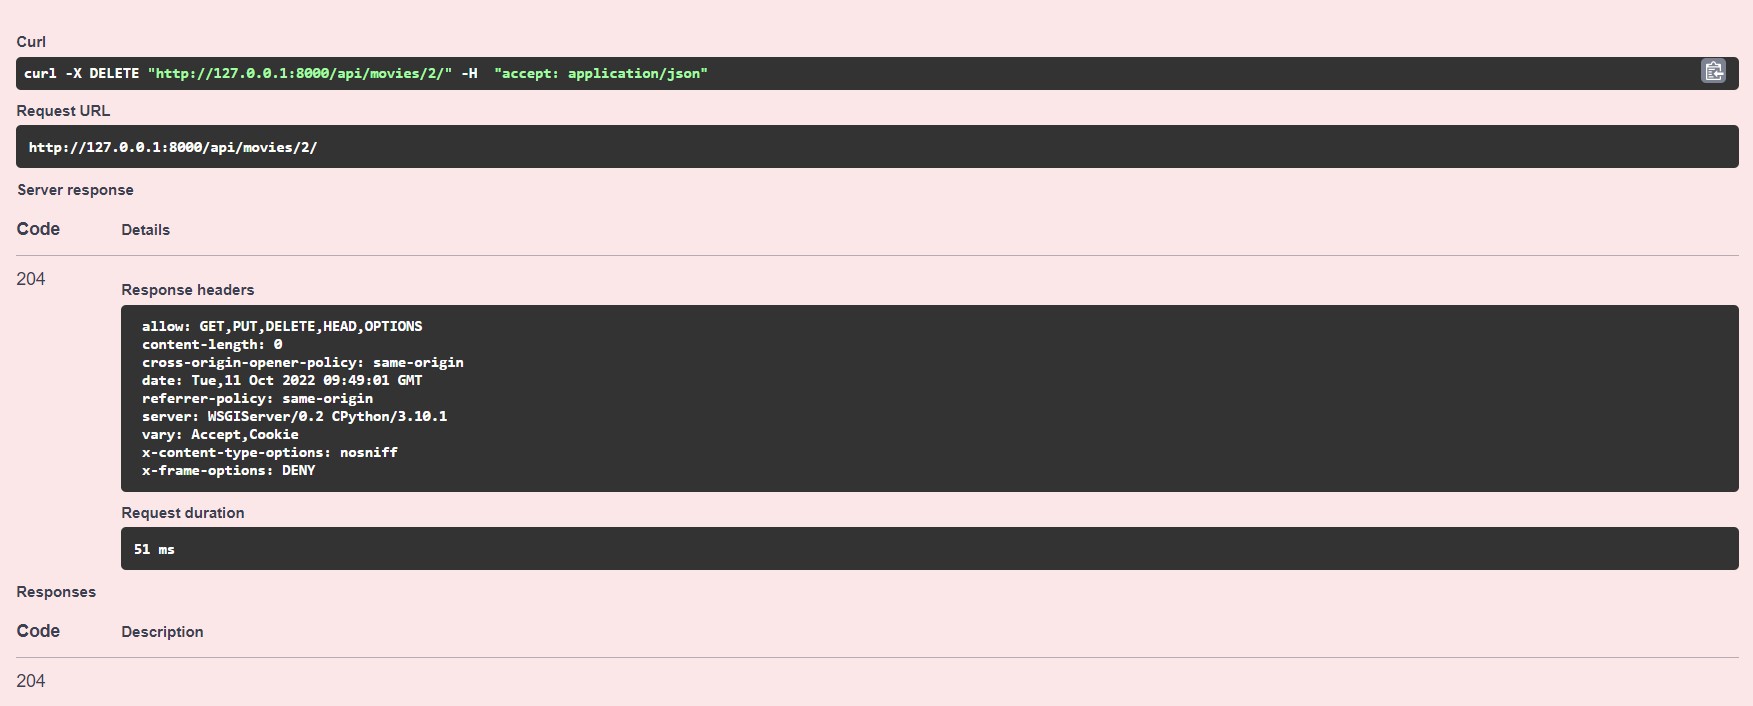 Curl
curl -X DELETE "http://127.0.0.1:8000/api/movies/2/" -H  "accept: application/json"
Request URL
http://127.0.0.1:8000/api/movies/2/
Server response
Code Details
204
Response headers
allow: GET,PUT,DELETE,HEAD,OPTIONS
content-length: 0
cross-origin-opener-policy: same-origin
date: Tue,11 Oct 2022 09:49:01 GMT
referrer-policy: same-origin
server: WSGIServer/0.2 CPython/3.10.1
vary: Accept,Cookie
x-content-type-options: nosniff
x-frame-options: DENY
Request duration
51 ms
Responses
Code Description
204